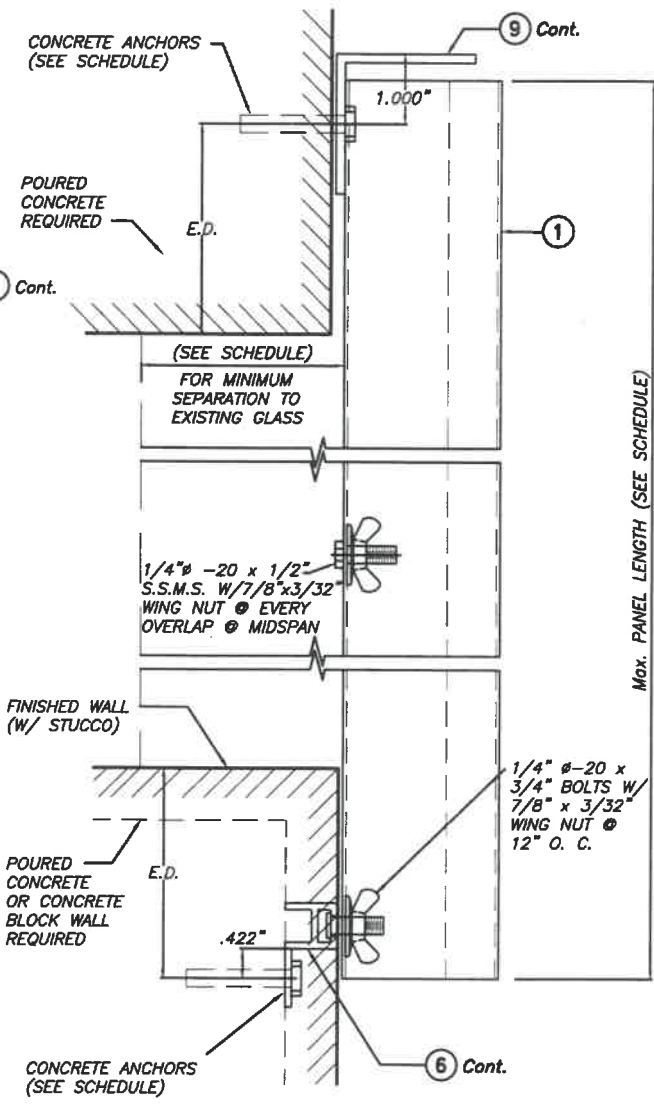 9 Cont.
CONCRETE ANCHORS
(SEE SCHEDULE)
1.000"
POURED
CONCRETE
REQUIRED
E.D.
1
Cont.
(SEE SCHEDULE)
FOR MINIMUM
SEPARATION TO
EXISTING GLASS
Max. PANEL LENGTH (SEE SCHEDULE)
1/4"ø -20 x 1/2"
S.S.M.S. W/7/8"x3/32"
WING NUT @ EVERY
OVERLAP @ MIDSPAN
FINISHED WALL
(W/ STUCCO)
1/4" ø-20 x
3/4" BOLTS W/
7/8" x 3/32"
WING NUT @
12" O. C.
POURED
CONCRETE
OR CONCRETE
BLOCK WALL
REQUIRED
E.D.
.422"
6 Cont.
CONCRETE ANCHORS
(SEE SCHEDULE)